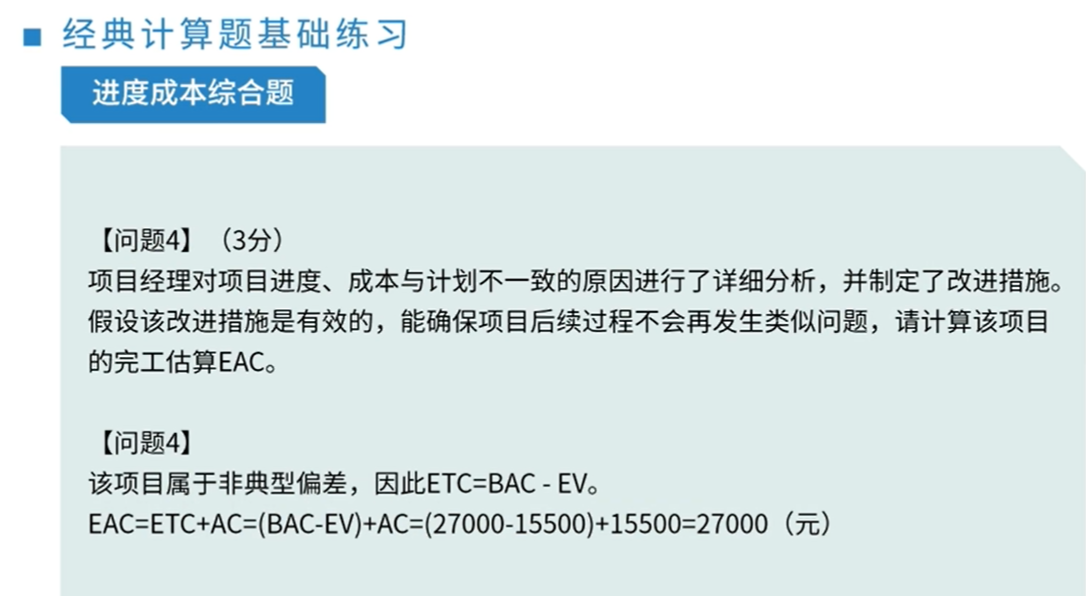 经典计算题基础练习
进度成本综合题
【问题4】（3分）
项目经理对项目进度、成本与计划不一致的原因进行了详细分析，并制定了改进措施。
假设该改进措施是有效的，能确保项目后续过程不会再发生类似问题，请计算该项目
的完工估算EAC。
【问题4】
该项目属于非典型偏差，因此ETC=BAC - EV。
EAC=ETC+AC=(BAC-EV)+AC=(27000-15500)+15500=27000（元）